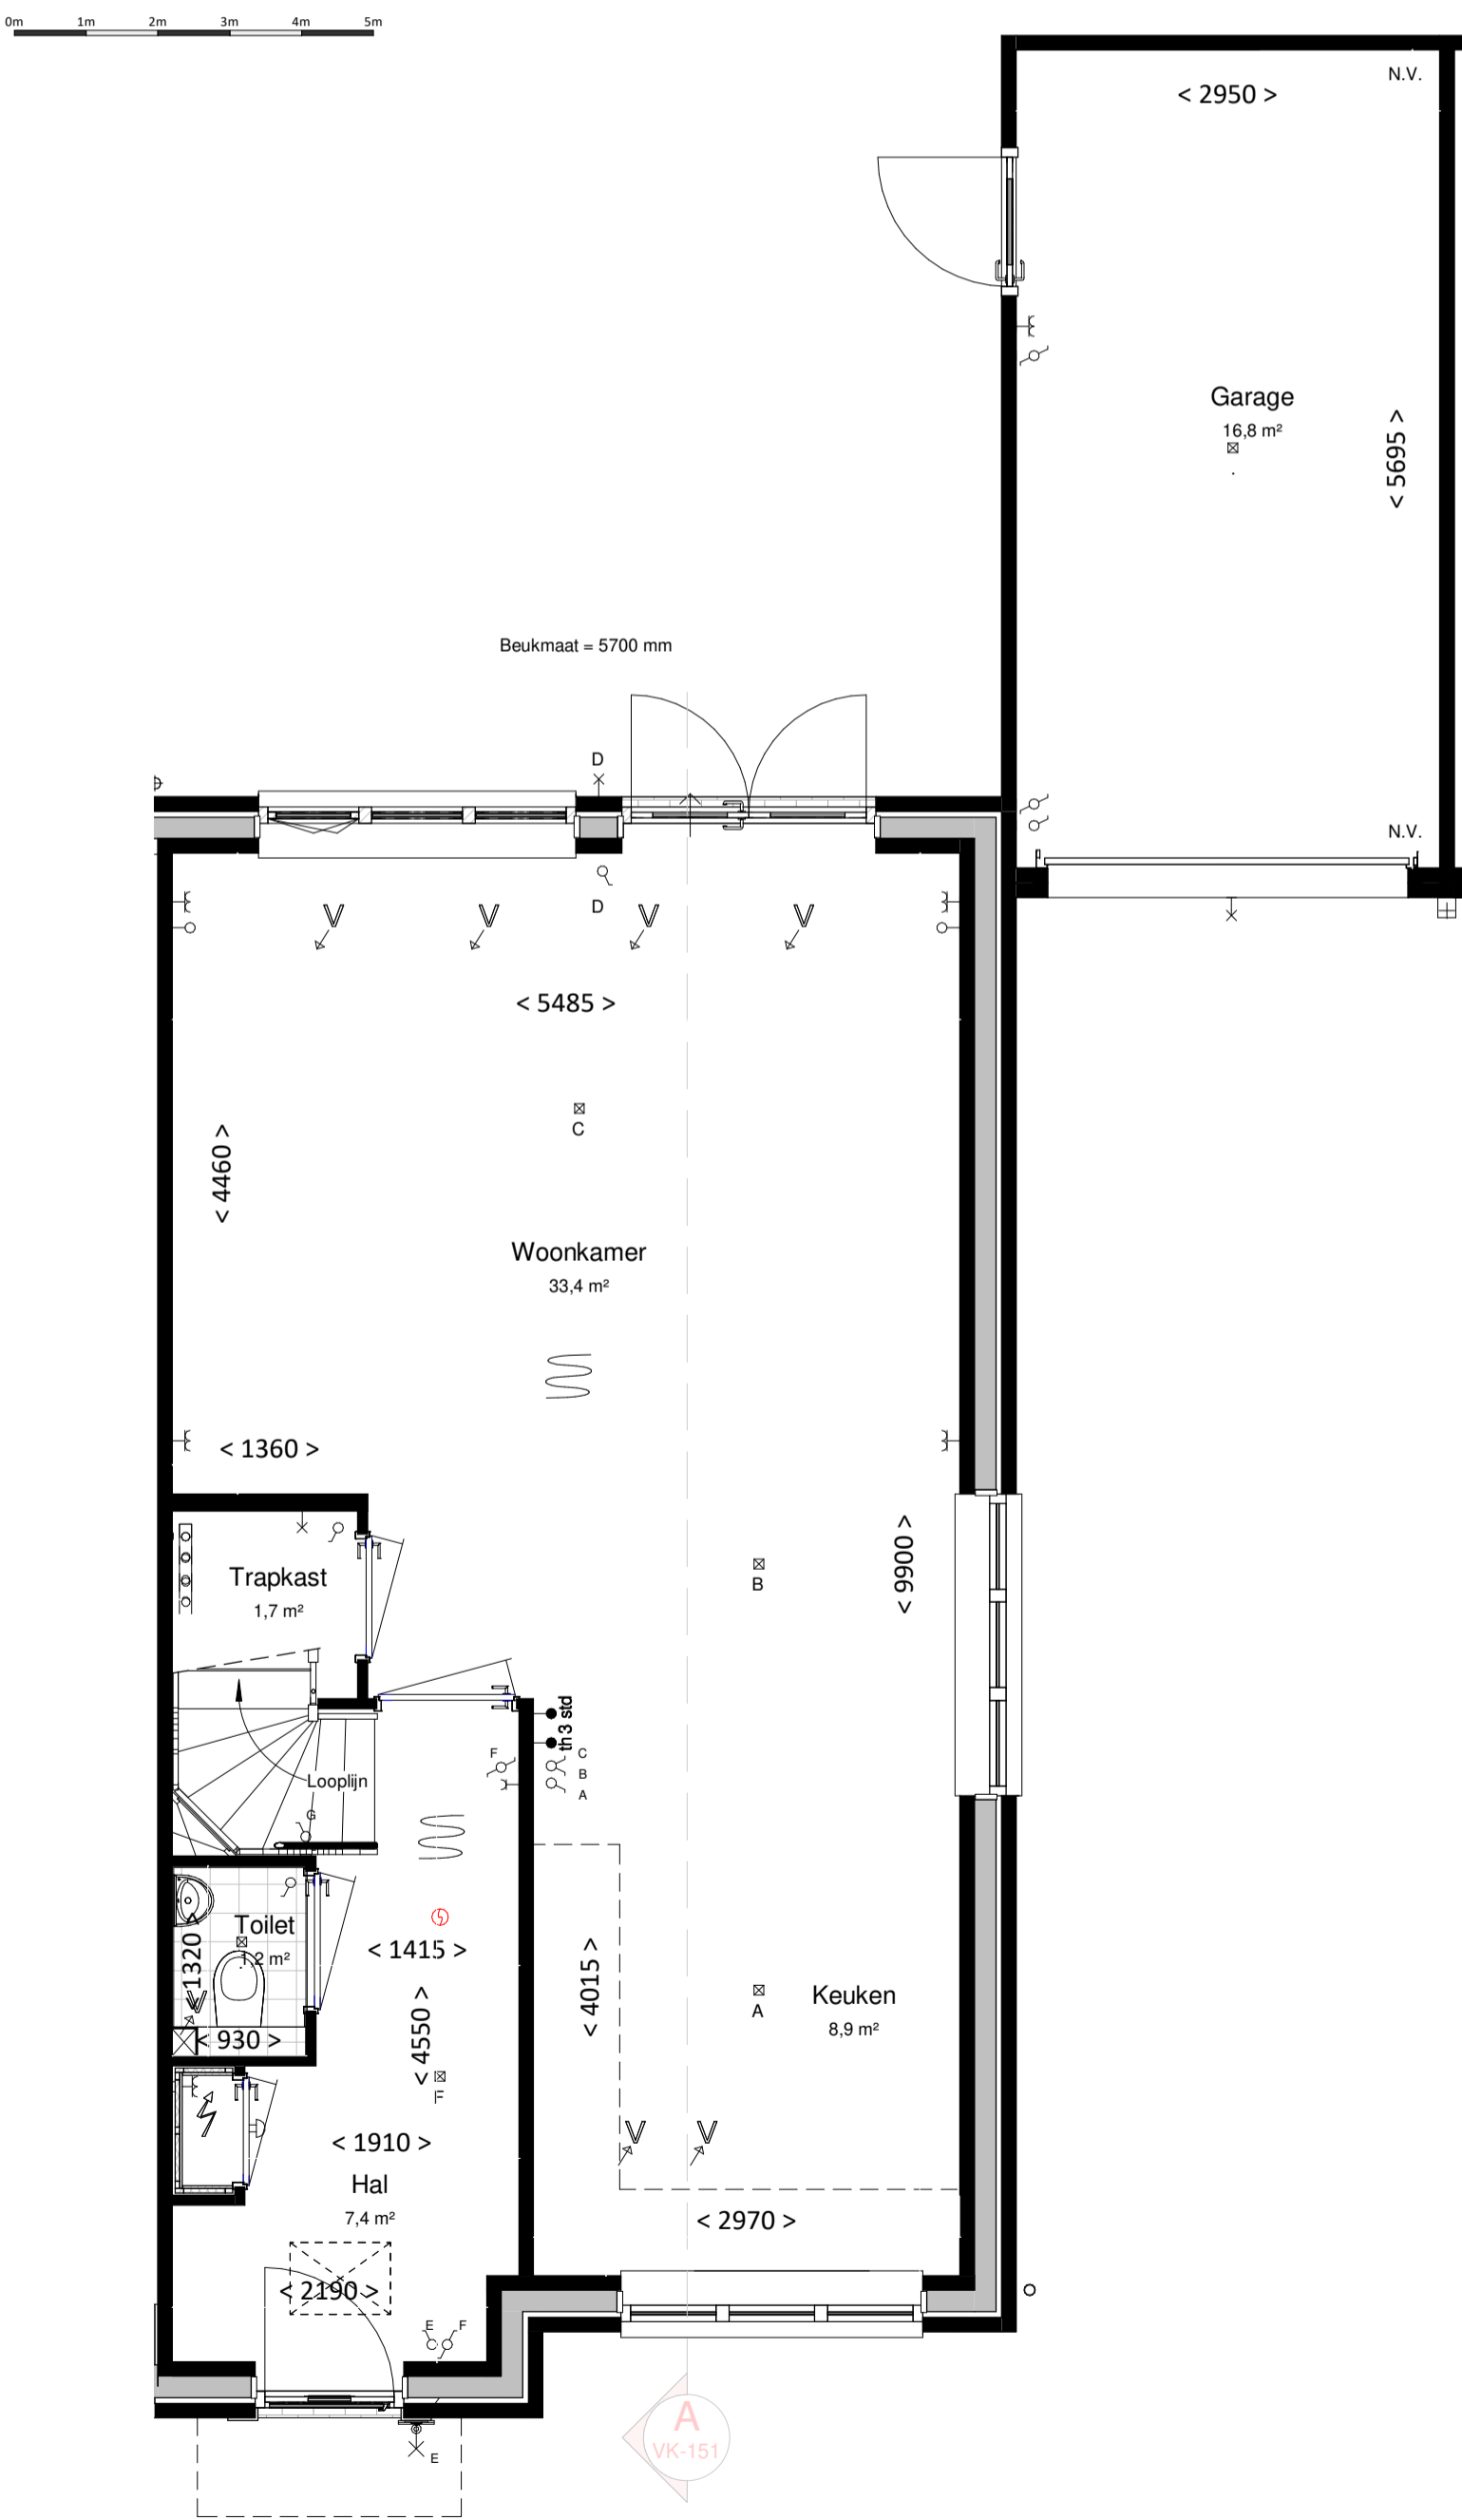 0m 1m 2m 3m 4m 5m
N.V.
< 2950 >
Garage
16,8 m²
< 5695 >
Beukmaat = 5700 mm
D
N.V.
V V V V
D
< 5485 >
C
< 4460 >
Woonkamer
33,4 m²
< 1360 >
< 9900 >
B
Trapkast
1,7 m²
th3 std
F
C
B
A
Looplijn
G
Toilet
1,2 m²
< 1320 >
V
< 930 >
< 1415 >
< 4550 >
F
< 4015 >
Keuken
8,9 m²
A
V V
< 1910 >
Hal
7,4 m²
< 2970 >
< 2190 >
E F
E
A
VK-151